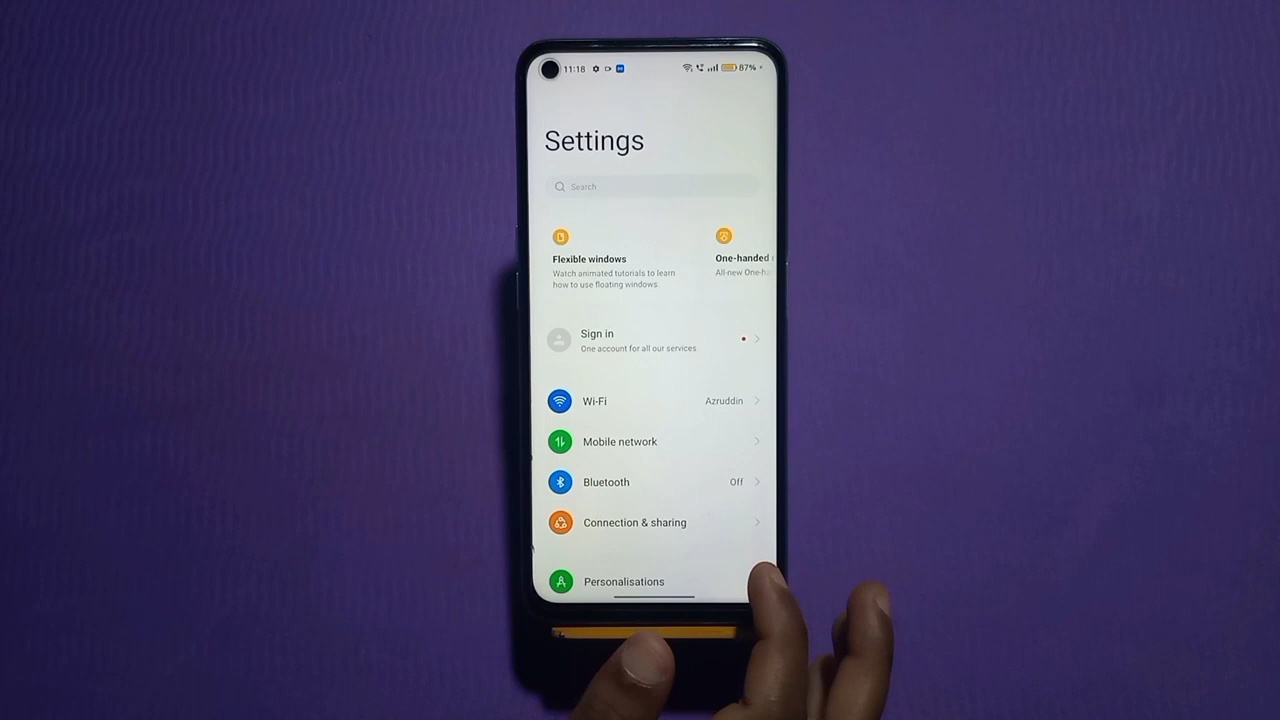 11:18 87%
Settings
Search
Flexible windows
Watch animated tutorials to learn
how to use floating windows.
One-handed
All-new One-ha
Sign in
One account for all our services
Wi-Fi Azruddin
Mobile network
Bluetooth Off
Connection & sharing
Personalisations